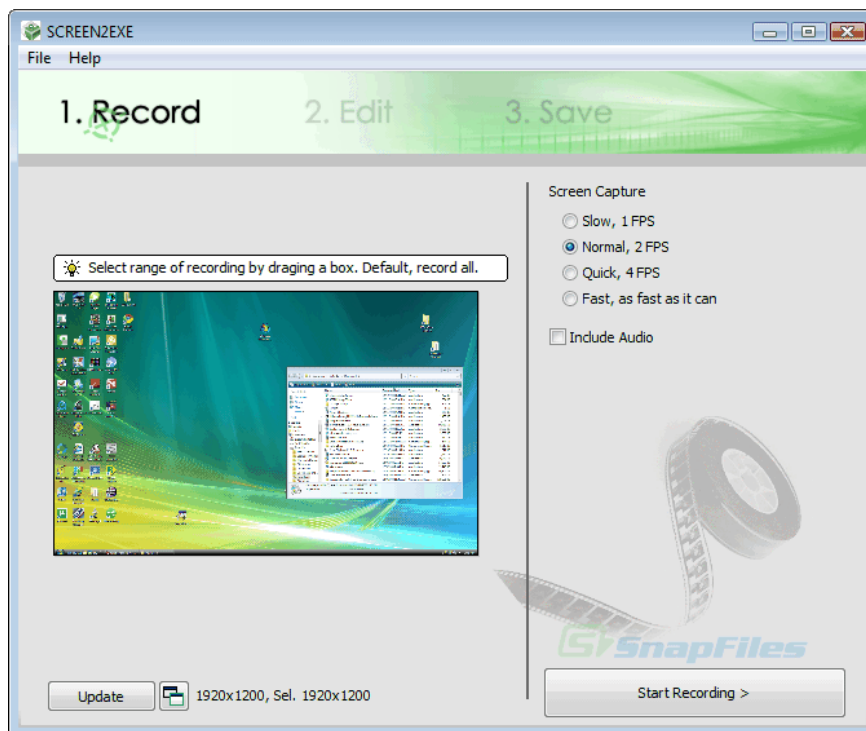 SCREEN2EXE
File Help
1. Record 2. Edit 3. Save
Screen Capture
Slow, 1 FPS
Normal, 2 FPS
Quick, 4 FPS
Fast, as fast as it can
Include Audio
Select range of recording by draging a box. Default, record all.
SnapFiles
Update 1920x1200, Sel. 1920x1200
Start Recording >